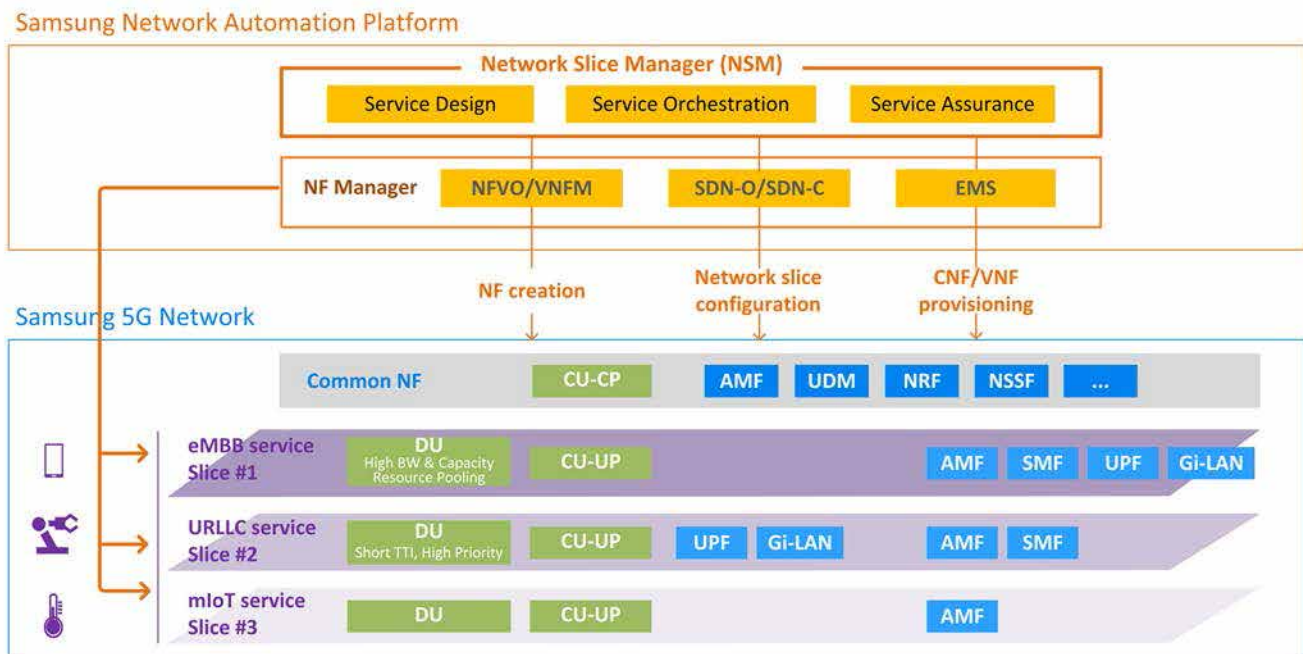 Samsung Network Automation Platform
Network Slice Manager (NSM)
Service Design
Service Orchestration
Service Assurance
NF Manager
NFVO/VNFM
SDN-O/SDN-C
EMS
NF creation
Network slice
configuration
CNF/VNF
provisioning
Samsung 5G Network
Common NF
CU-CP
AMF
UDM
NRF
NSSF
...
eMBB service
Slice #1
DU
High BW & Capacity
Resource Pooling
CU-UP
AMF
SMF
UPF
Gi-LAN
URLLC service
Slice #2
DU
Short TTI, High Priority
CU-UP
UPF
Gi-LAN
AMF
SMF
mIoT service
Slice #3
DU
CU-UP
AMF